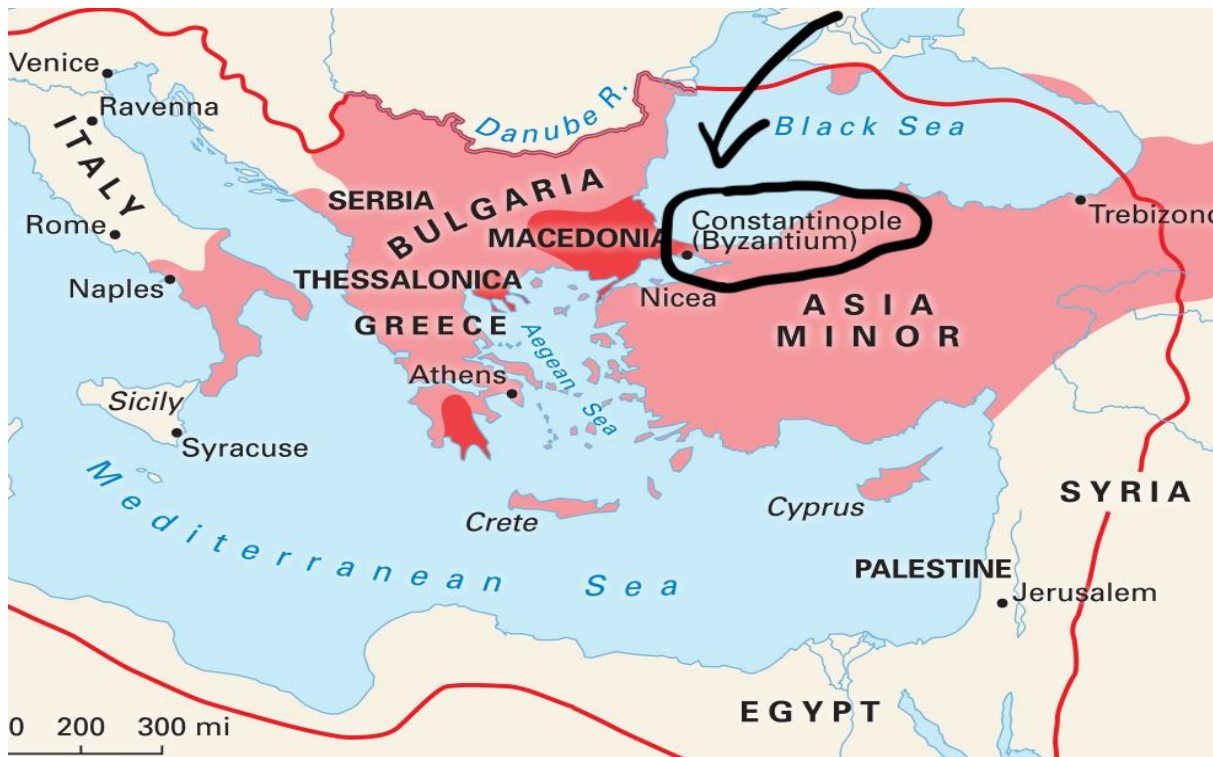 Venice
Ravenna
ITALY
Rome
Naples
Sicily
Syracuse
Danube R.
Black Sea
SERBIA
BULGARIA
MACEDONIA
Constantinople
(Byzantium)
Trebizond
THESSALONICA
Nicea
GREECE
ASIA
MINOR
Aegean Sea
Athens
Crete
Cyprus
SYRIA
Mediterranean Sea
PALESTINE
Jerusalem
EGYPT
0 200 300 mi